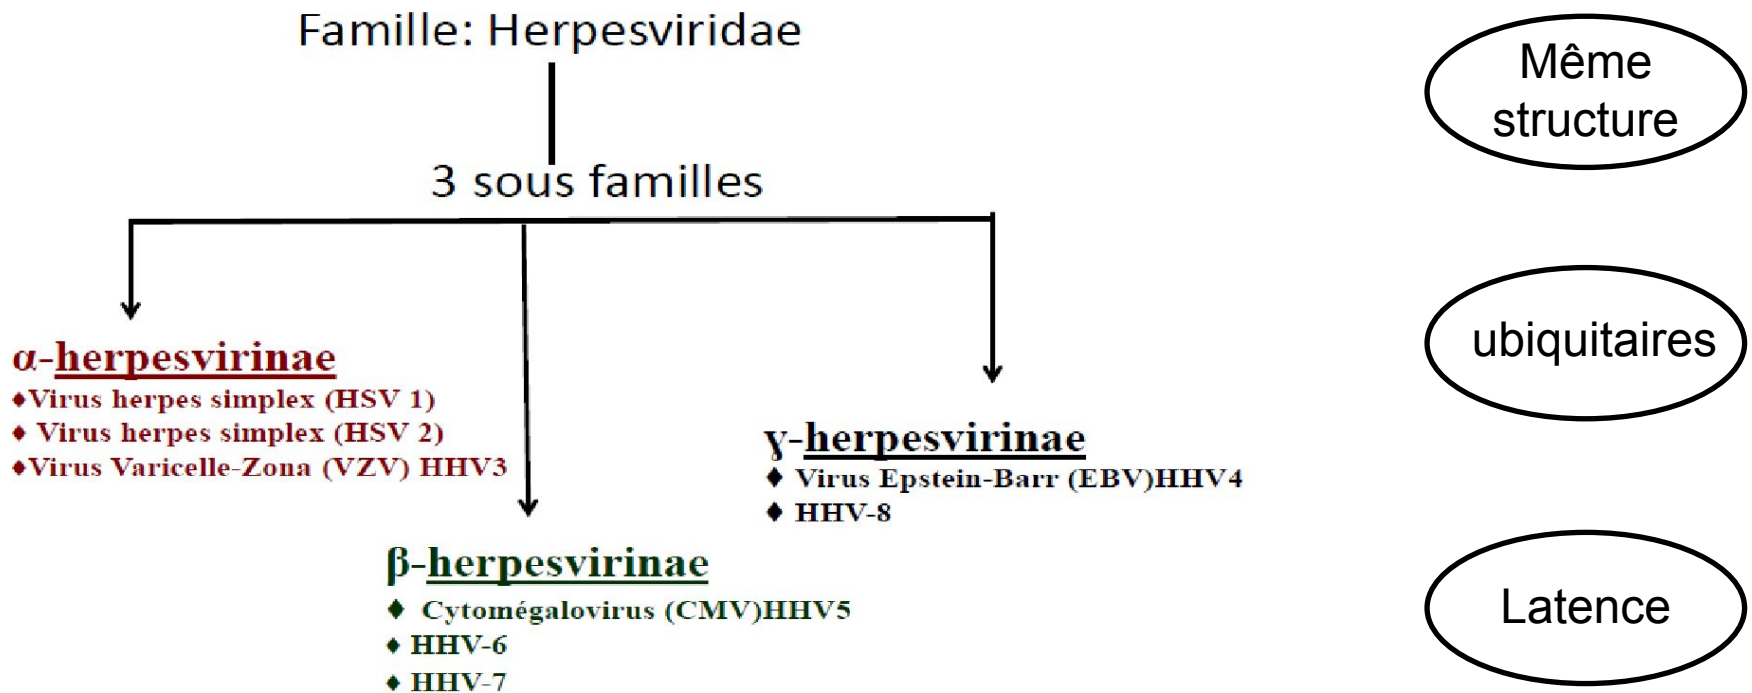 Famille: Herpesviridae
3 sous familles
α-herpesvirinae
♦Virus herpes simplex (HSV 1)
♦ Virus herpes simplex (HSV 2)
♦Virus Varicelle-Zona (VZV) HHV3
β-herpesvirinae
♦ Cytomégalovirus (CMV)HHV5
♦ HHV-6
♦ HHV-7
ɣ-herpesvirinae
♦ Virus Epstein-Barr (EBV)HHV4
♦ HHV-8
Même
structure
ubiquitaires
Latence